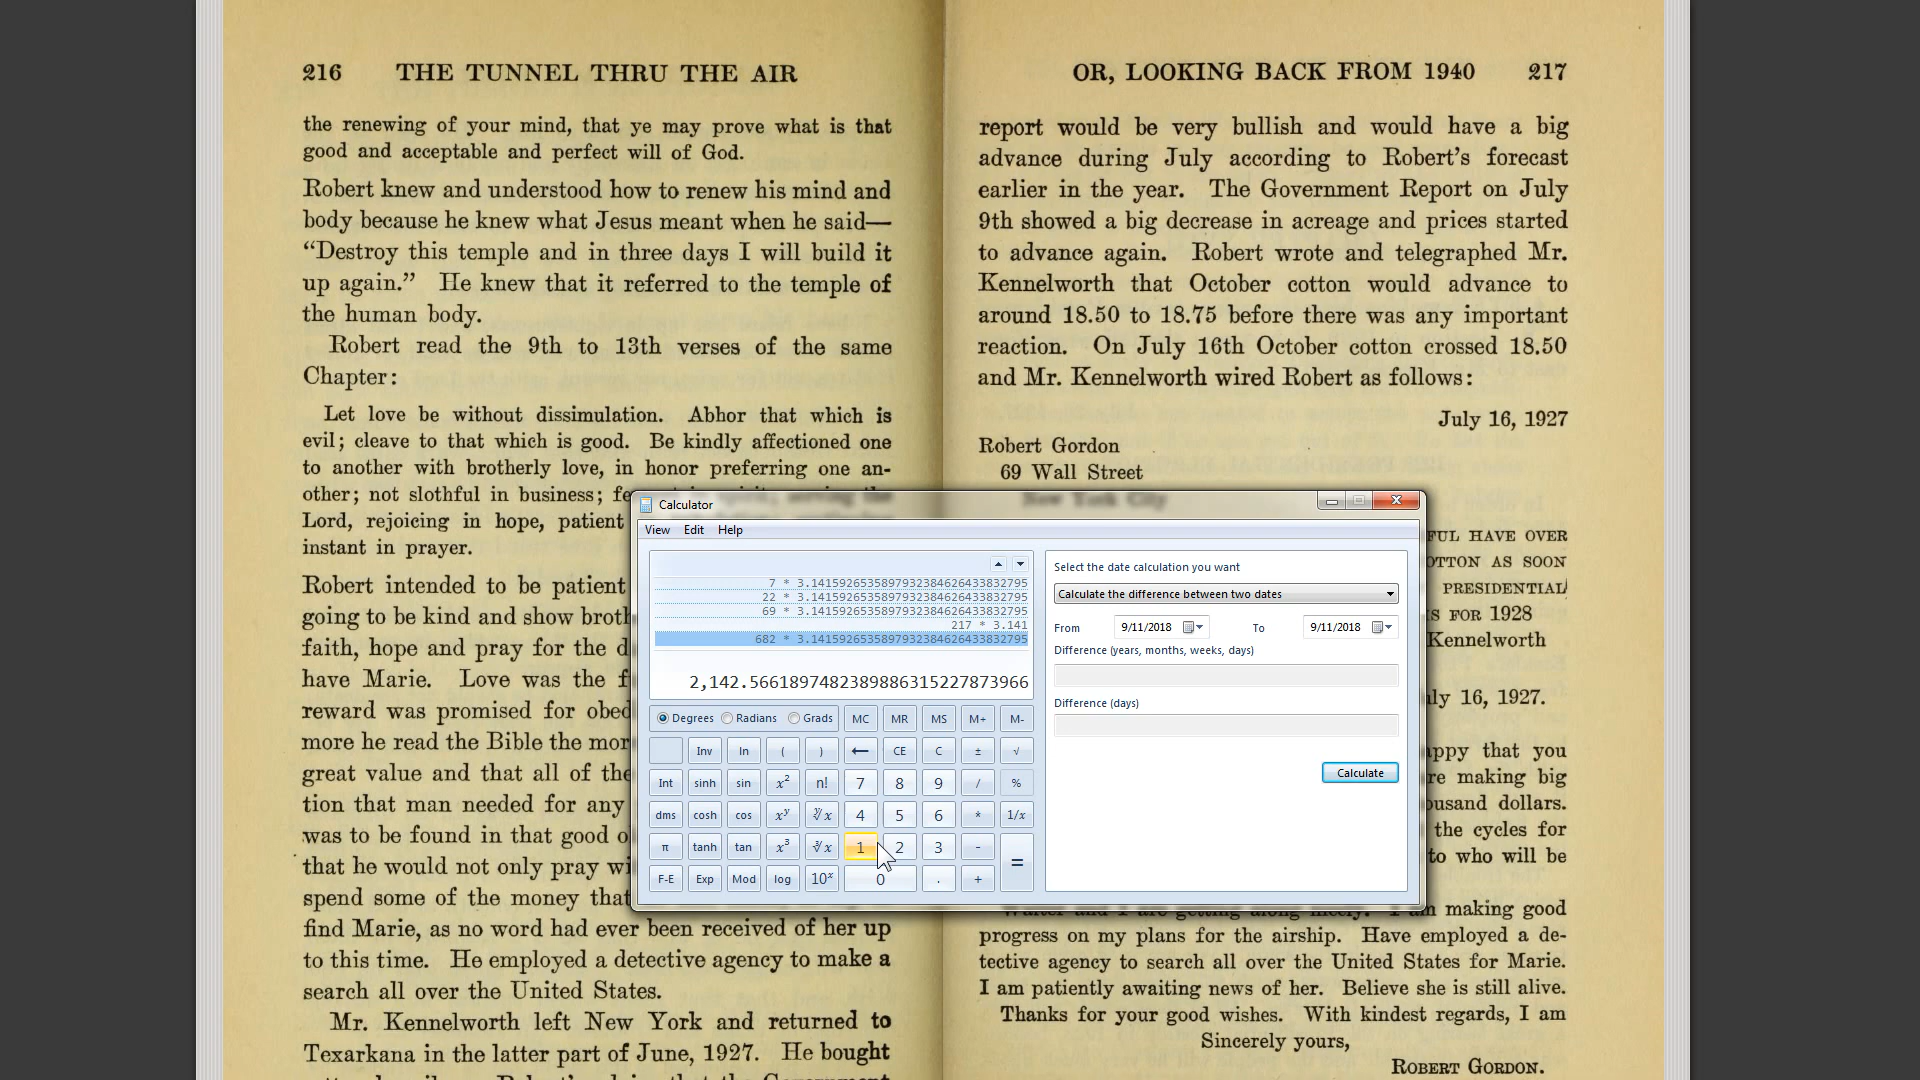 216 THE TUNNEL THRU THE AIR
the renewing of your mind, that ye may prove what is that
good and acceptable and perfect will of God.
Robert knew and understood how to renew his mind and
body because he knew what Jesus meant when he said—
“Destroy this temple and in three days I will build it
up again.” He knew that it referred to the temple of
the human body.
Robert read the 9th to 13th verses of the same
Chapter:
Let love be without dissimulation. Abhor that which is
evil; cleave to that which is good. Be kindly affectioned one
to another with brotherly love, in honor preferring one an-
other; not slothful in business; fervent in spirit; serving the
Lord, rejoicing in hope, patient
instant in prayer.
Robert intended to be patient
going to be kind and show broth
faith, hope and pray for the d
have Marie. Love was the f
reward was promised for obed
more he read the Bible the mor
great value and that all of the
tion that man needed for any
was to be found in that good o
that he would not only pray wi
spend some of the money that
find Marie, as no word had ever been received of her up
to this time. He employed a detective agency to make a
search all over the United States.
Mr. Kennelworth left New York and returned to
Texarkana in the latter part of June, 1927. He bought
OR, LOOKING BACK FROM 1940 217
report would be very bullish and would have a big
advance during July according to Robert's forecast
earlier in the year. The Government Report on July
9th showed a big decrease in acreage and prices started
to advance again. Robert wrote and telegraphed Mr.
Kennelworth that October cotton would advance to
around 18.50 to 18.75 before there was any important
reaction. On July 16th October cotton crossed 18.50
and Mr. Kennelworth wired Robert as follows:
July 16, 1927
Robert Gordon
69 Wall Street
New York City
FUL HAVE OVER
OTTON AS SOON
PRESIDENTIAL
IS FOR 1928
Kennelworth
ly 16, 1927.
appy that you
re making big
ousand dollars.
the cycles for
to who will be
Walter and I are getting along nicely. I am making good
progress on my plans for the airship. Have employed a de-
tective agency to search all over the United States for Marie.
I am patiently awaiting news of her. Believe she is still alive.
Thanks for your good wishes. With kindest regards, I am
Sincerely yours,
ROBERT GORDON.
Calculator
View Edit Help
7 * 3.1415926535897932384626433832795
22 * 3.1415926535897932384626433832795
69 * 3.1415926535897932384626433832795
217 * 3.141
682 * 3.1415926535897932384626433832795
2,142.5661897482389886315227873966
Degrees Radians Grads MC MR MS M+ M-
Inv ln ( ) ← CE C ± √
Int sinh sin x² n! 7 8 9 / %
dms cosh cos xʸ ʸ√x 4 5 6 * 1/x
π tanh tan x³ ³√x 1 2 3 - =
F-E Exp Mod log 10ˣ 0 . +
Select the date calculation you want
Calculate the difference between two dates
From 9/11/2018 To 9/11/2018
Difference (years, months, weeks, days)
Difference (days)
Calculate